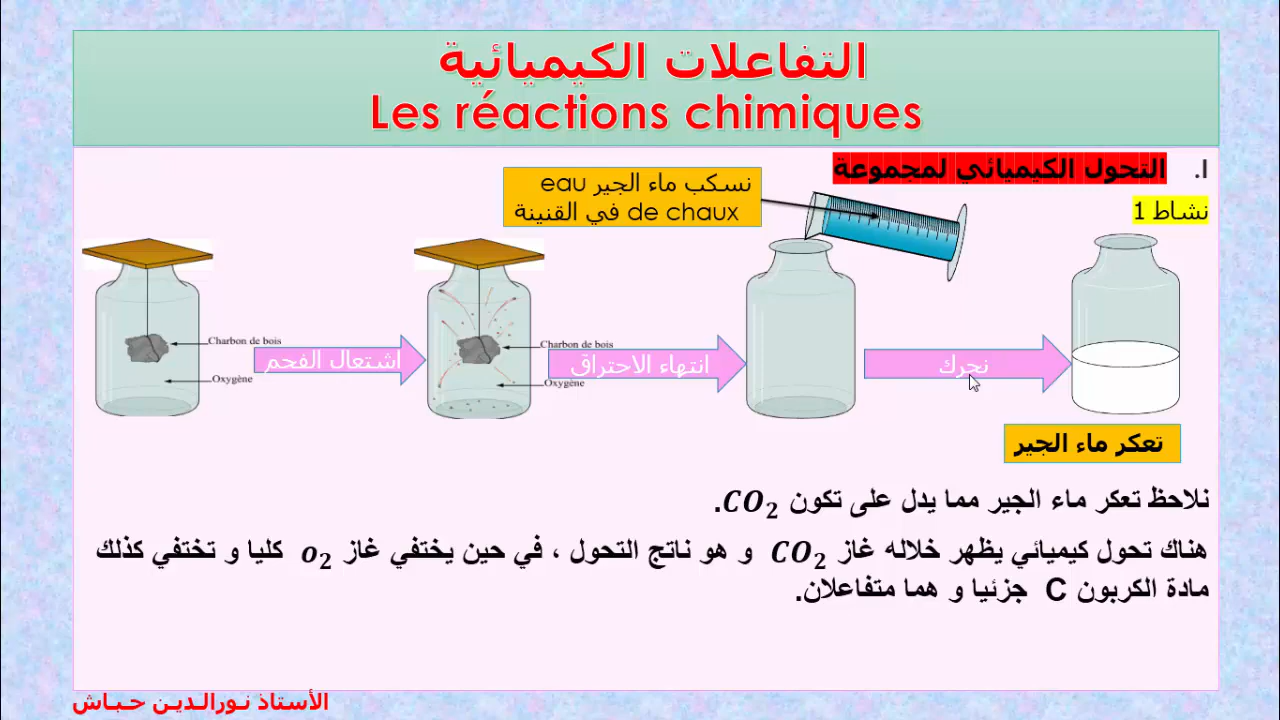 التفاعلات الكيميائية
Les réactions chimiques
I. التحول الكيميائي لمجموعة
نشاط 1
نسكب ماء الجير eau
de chaux في القنينة
Charbon de bois
Oxygène
اشتعال الفحم
Charbon de bois
Oxygène
انتهاء الاحتراق
نحرك
تعكر ماء الجير
نلاحظ تعكر ماء الجير مما يدل على تكون CO₂.
هناك تحول كيميائي يظهر خلاله غاز CO₂ و هو ناتج التحول ، في حين يختفي غاز o₂ كليا و تختفي كذلك
مادة الكربون C جزئيا و هما متفاعلان.
الأستاذ نورالدين حباش